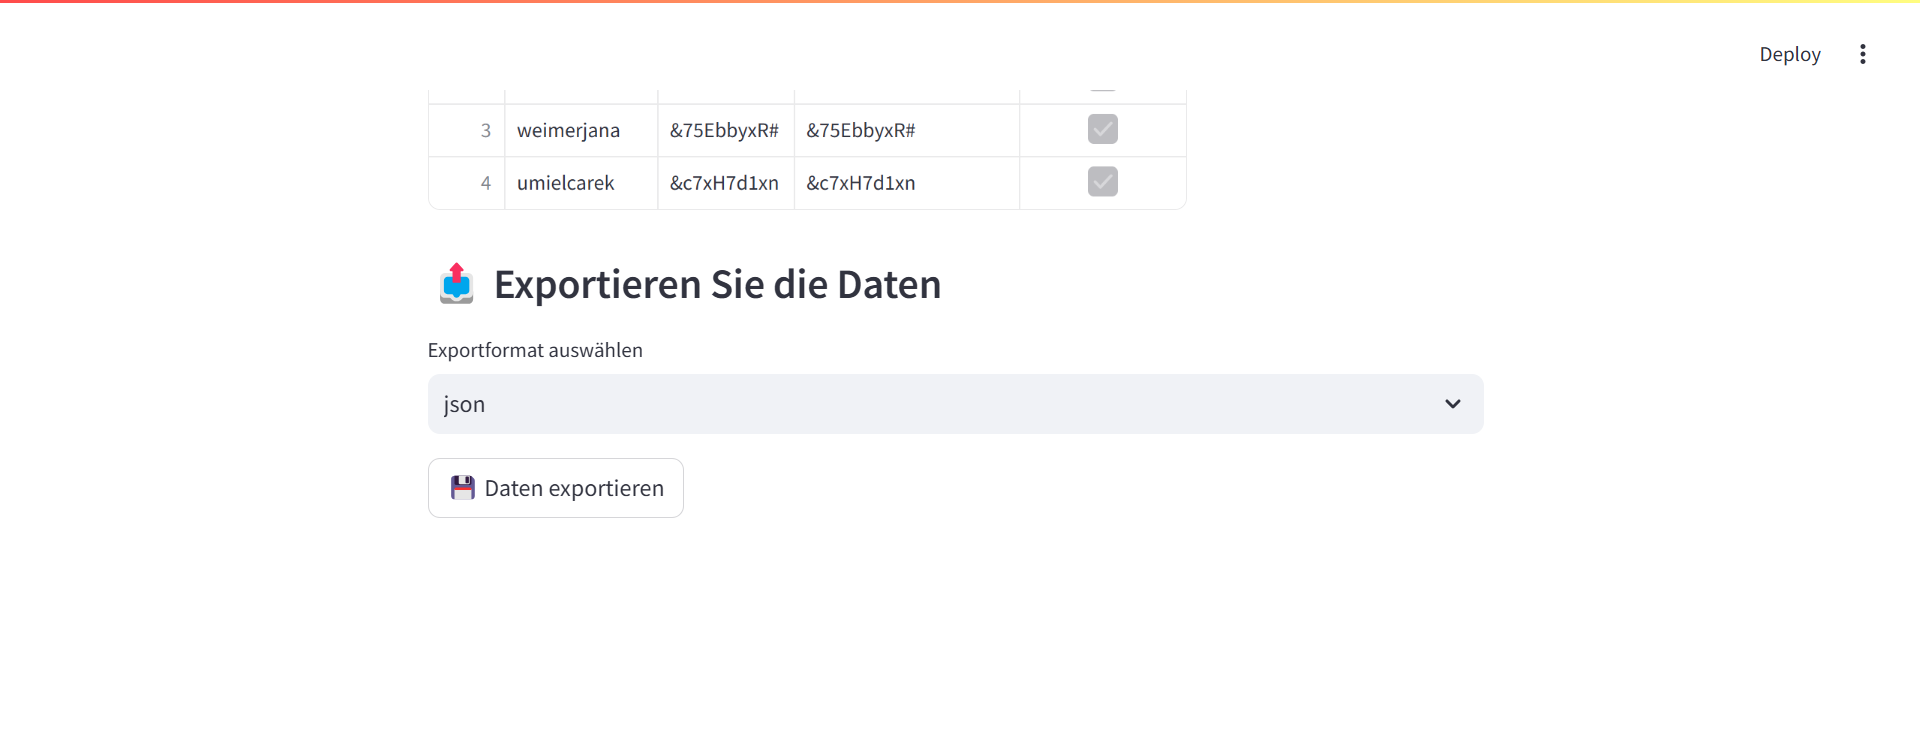 Deploy
3 weimerjana &75EbbyxR# &75EbbyxR#
4 umielcarek &c7xH7d1xn &c7xH7d1xn
Exportieren Sie die Daten
Exportformat auswählen
json
Daten exportieren